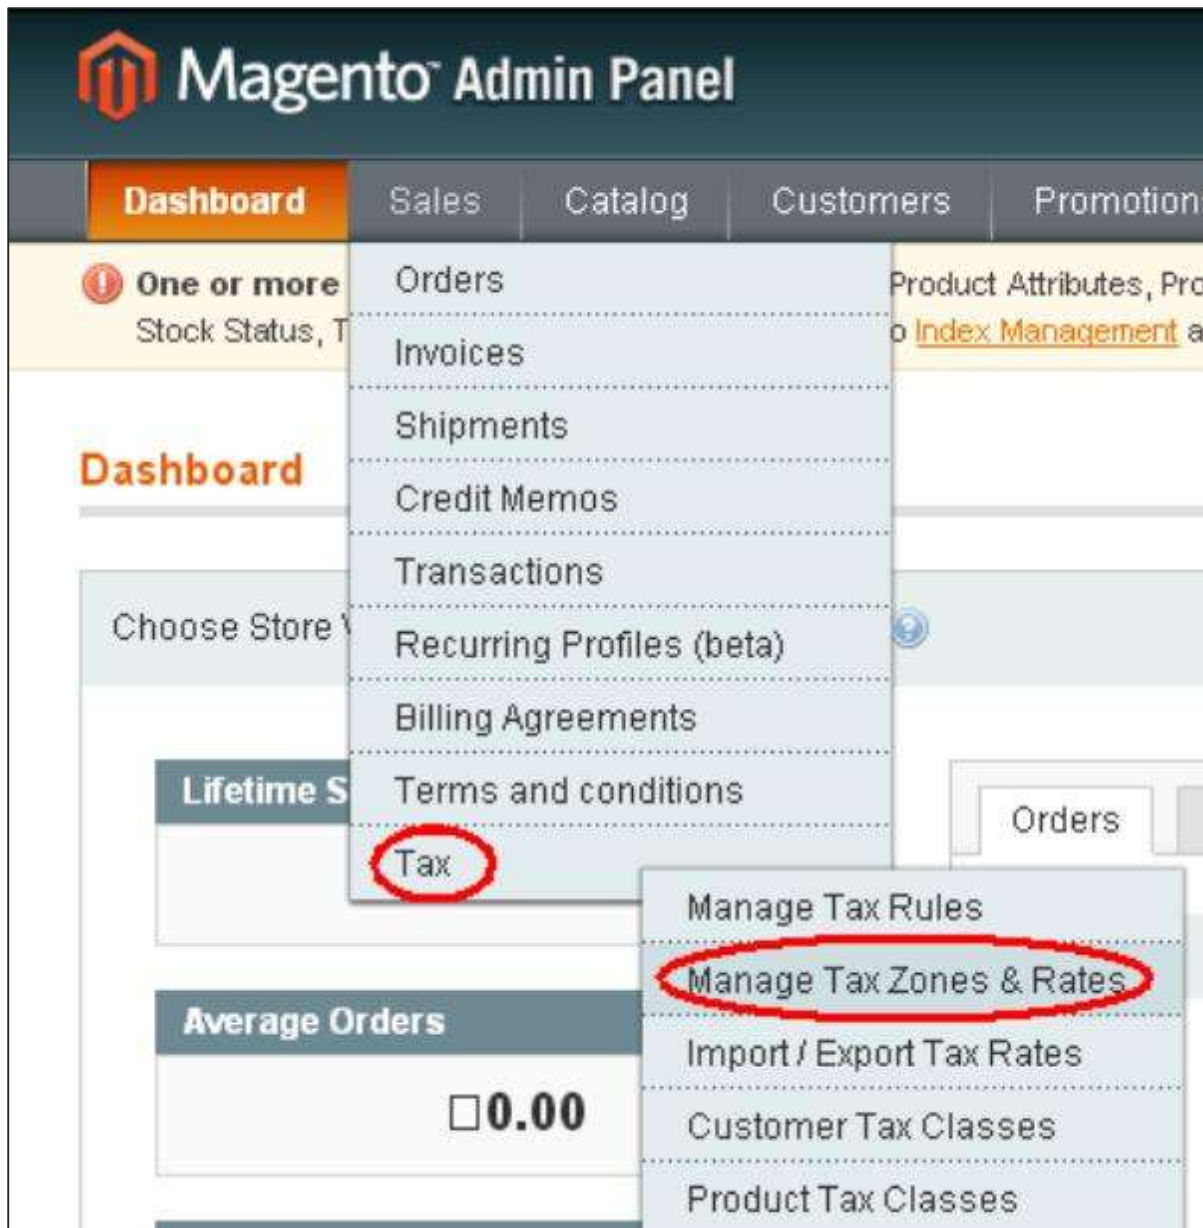 Magento™ Admin Panel
Dashboard Sales Catalog Customers Promotion
One or more Product Attributes, Pro
Stock Status, T o Index Management a
Orders
Invoices
Shipments
Credit Memos
Transactions
Recurring Profiles (beta)
Billing Agreements
Terms and conditions
Tax
Manage Tax Rules
Manage Tax Zones & Rates
Import / Export Tax Rates
Customer Tax Classes
Product Tax Classes
Dashboard
Choose Store V
Lifetime S
Orders
Average Orders
□0.00